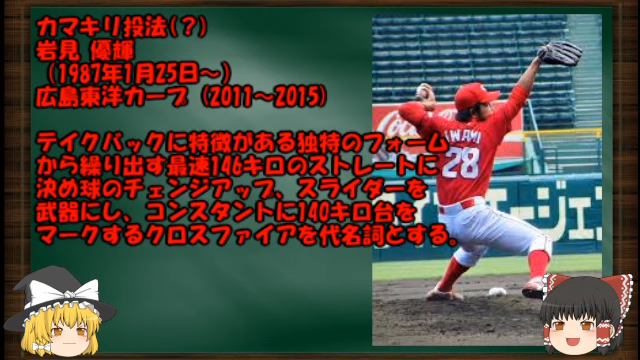 カマキリ投法(?)
岩見 優輝
(1987年1月25日〜)
広島東洋カープ (2011〜2015)
テイクバックに特徴がある独特のフォーム
から繰り出す最速146キロのストレートに
決め球のチェンジアップ、スライダーを
武器にし、コンスタントに140キロ台を
マークするクロスファイアを代名詞とする。
IWAMI
28